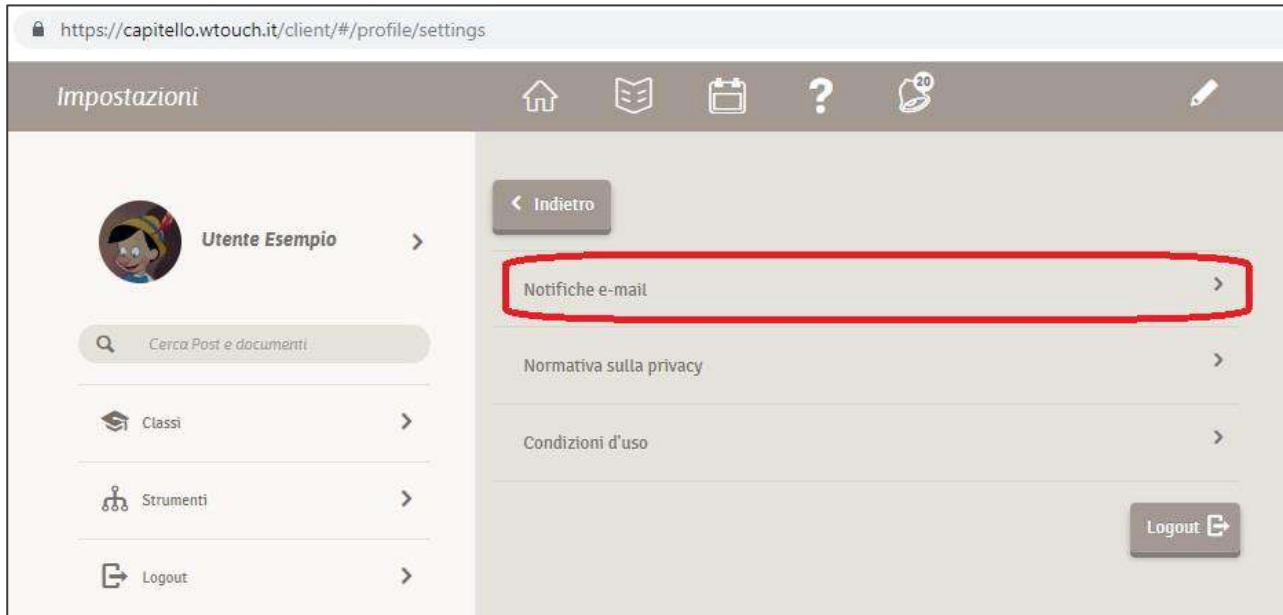 https://capitello.wtouch.it/client/#/profile/settings
Impostazioni
?
20
Utente Esempio
Cerca Post e documenti
Classi
Strumenti
Logout
Indietro
Notifiche e-mail
Normativa sulla privacy
Condizioni d'uso
Logout